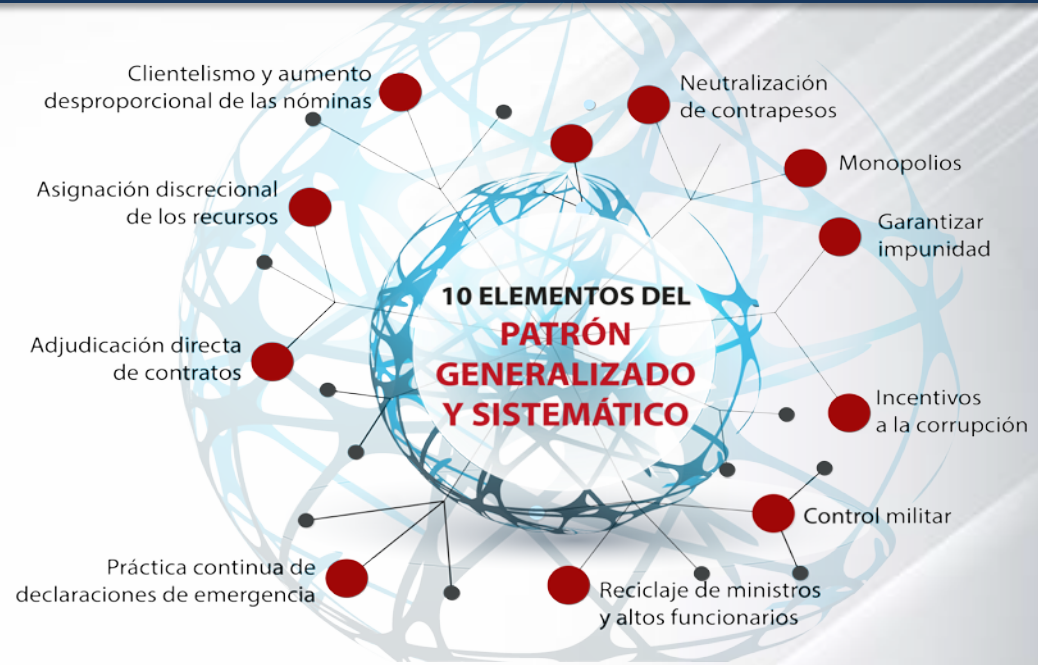 Clientelismo y aumento
desproporcional de las nóminas
Neutralización
de contrapesos
Monopolios
Asignación discrecional
de los recursos
Garantizar
impunidad
10 ELEMENTOS DEL
PATRÓN
GENERALIZADO
Y SISTEMÁTICO
Adjudicación directa
de contratos
Incentivos
a la corrupción
Control militar
Práctica continua de
declaraciones de emergencia
Reciclaje de ministros
y altos funcionarios